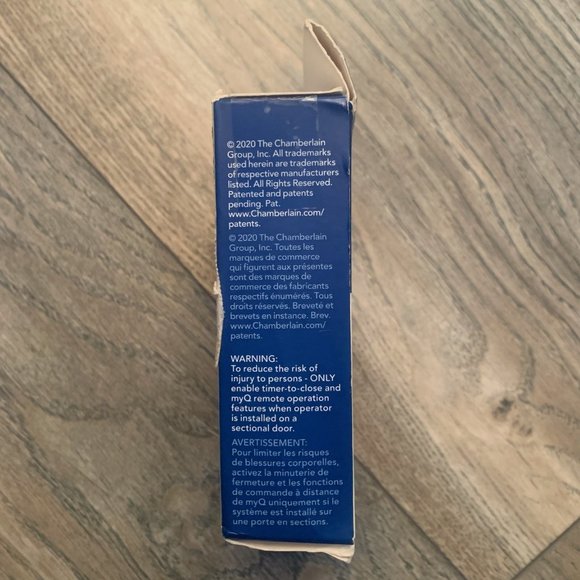 © 2020 The Chamberlain
Group, Inc. All trademarks
used herein are trademarks
of respective manufacturers
listed. All Rights Reserved.
Patented and patents
pending. Pat.
www.Chamberlain.com/
patents.
© 2020 The Chamberlain
Group, Inc. Toutes les
marques de commerce
qui figurent aux présentes
sont des marques de
commerce des fabricants
respectifs énumérés. Tous
droits réservés. Breveté et
brevets en instance. Brev.
www.Chamberlain.com/
patents.
WARNING:
To reduce the risk of
injury to persons - ONLY
enable timer-to-close and
myQ remote operation
features when operator
is installed on a
sectional door.
AVERTISSEMENT:
Pour limiter les risques
de blessures corporelles,
activez la minuterie de
fermeture et les fonctions
de commande à distance
de myQ uniquement si le
système est installé sur
une porte en sections.